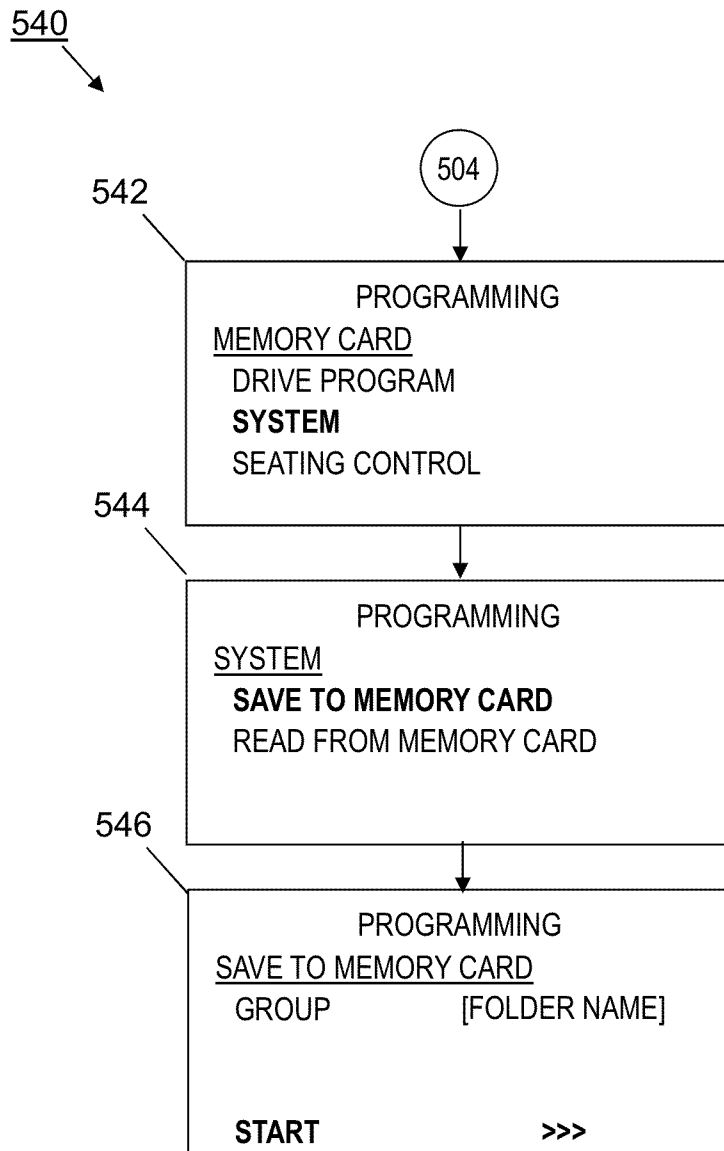 540
504
542
PROGRAMMING
MEMORY CARD
DRIVE PROGRAM
SYSTEM
SEATING CONTROL
544
PROGRAMMING
SYSTEM
SAVE TO MEMORY CARD
READ FROM MEMORY CARD
546
PROGRAMMING
SAVE TO MEMORY CARD
GROUP [FOLDER NAME]
START >>>